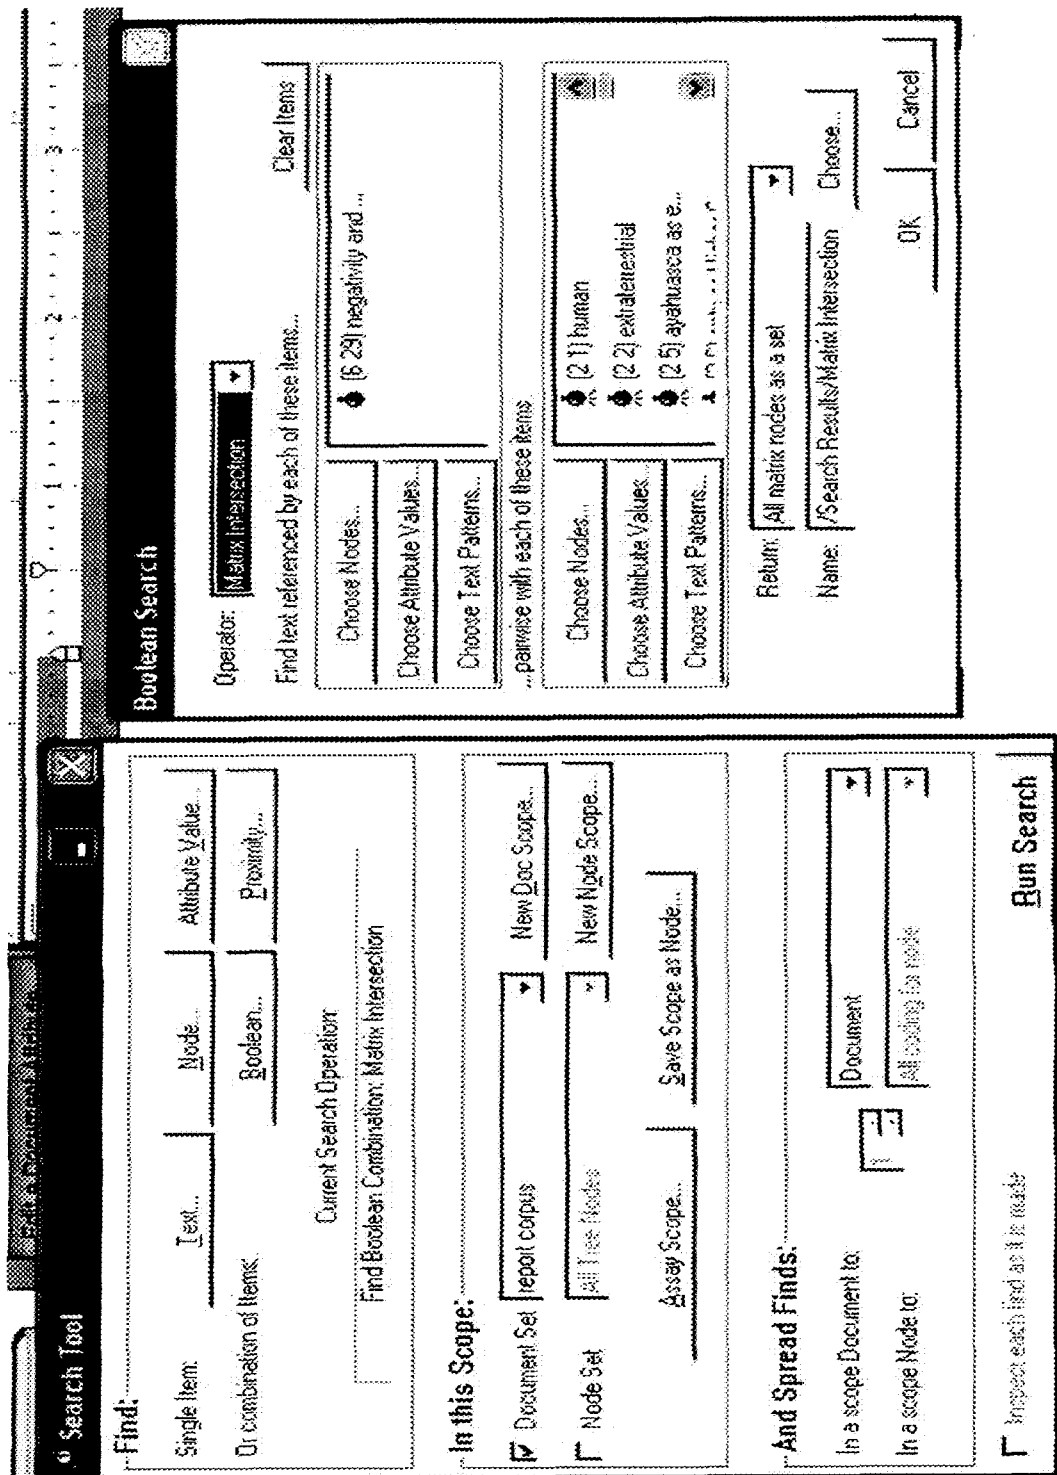 Search Tool
Find:
Single Item:
Text...
Node...
Attribute Value...
Or combination of Items:
Boolean...
Proximity...
Current Search Operation:
Find Boolean Combination: Matrix Intersection
In this Scope:
Document Set
report corpus
New Doc Scope...
Node Set
All Tree Nodes
New Node Scope...
Assay Scope...
Save Scope as Node...
And Spread Finds:
In a scope Document to:
Document
In a scope Node to:
All coding for node
Inspect each find as it is made
Run Search
1 · 2 · 3
Boolean Search
Operator:
Matrix Intersection
Find text referenced by each of these items...
Clear Items
Choose Nodes...
(6 29) negativity and ...
Choose Attribute Values...
Choose Text Patterns...
...pairwise with each of these items
Choose Nodes...
(2 1) human
Choose Attribute Values...
(2 2) extraterrestrial
Choose Text Patterns...
(2 5) ayahuasca as e...
Return:
All matrix nodes as a set
Name:
/Search Results/Matrix Intersection
Choose...
OK
Cancel